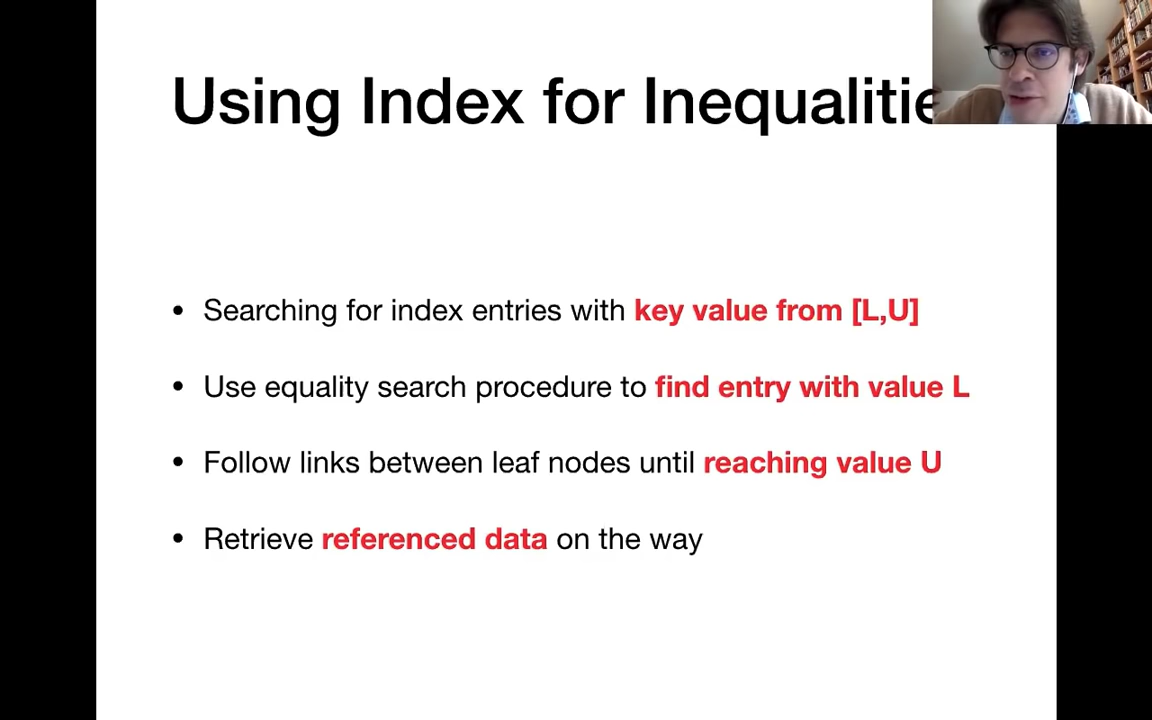 Using Index for Inequalitie
• Searching for index entries with key value from [L,U]
• Use equality search procedure to find entry with value L
• Follow links between leaf nodes until reaching value U
• Retrieve referenced data on the way